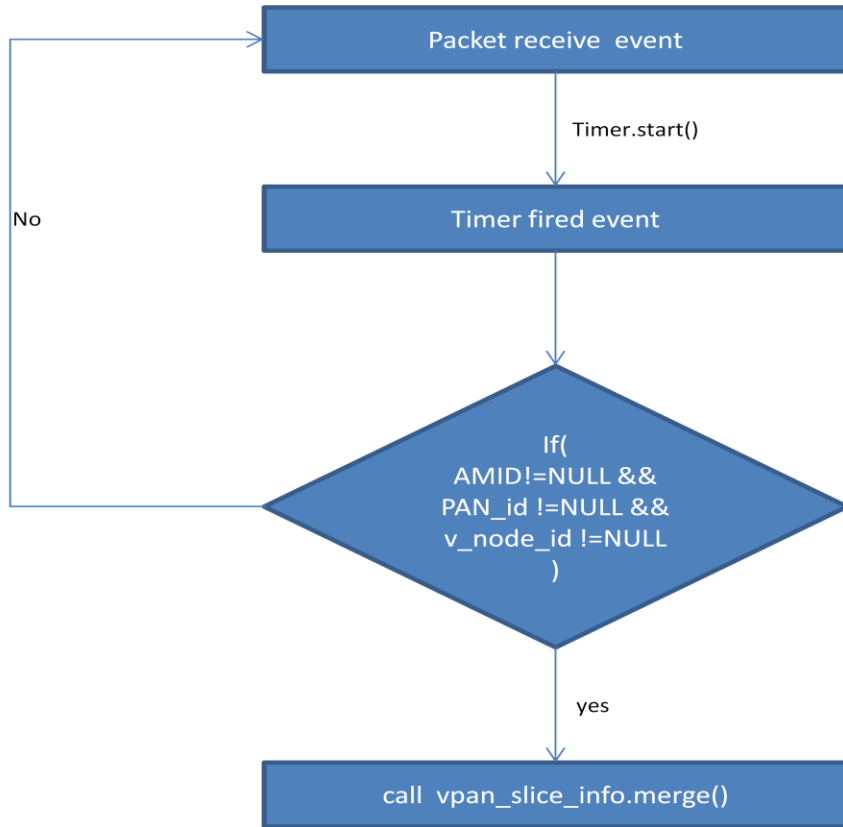 Packet receive  event
Timer.start()
Timer fired event
No
If(
AMID!=NULL &&
PAN_id !=NULL &&
v_node_id !=NULL
)
yes
call  vpan_slice_info.merge()